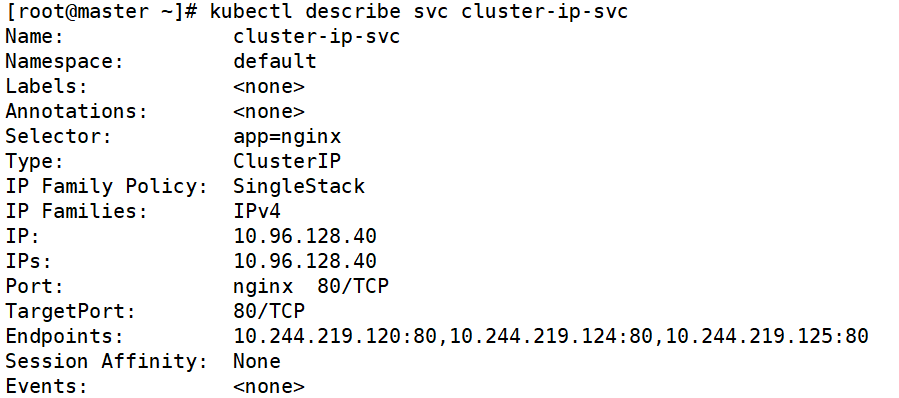 [root@master ~]# kubectl describe svc cluster-ip-svc
Name:              cluster-ip-svc
Namespace:         default
Labels:            <none>
Annotations:       <none>
Selector:          app=nginx
Type:              ClusterIP
IP Family Policy:  SingleStack
IP Families:       IPv4
IP:                10.96.128.40
IPs:               10.96.128.40
Port:              nginx  80/TCP
TargetPort:        80/TCP
Endpoints:         10.244.219.120:80,10.244.219.124:80,10.244.219.125:80
Session Affinity:  None
Events:            <none>